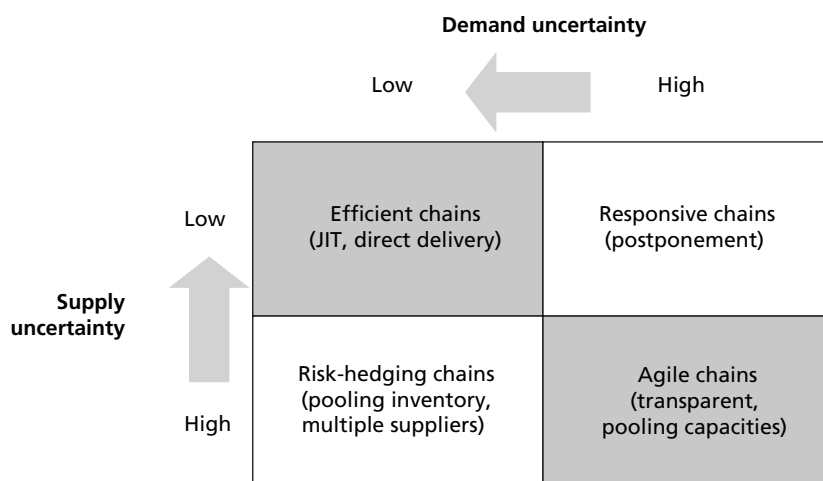 Demand uncertainty
Low
High
Low
Efficient chains
(JIT, direct delivery)
Responsive chains
(postponement)
Supply
uncertainty
High
Risk-hedging chains
(pooling inventory,
multiple suppliers)
Agile chains
(transparent,
pooling capacities)